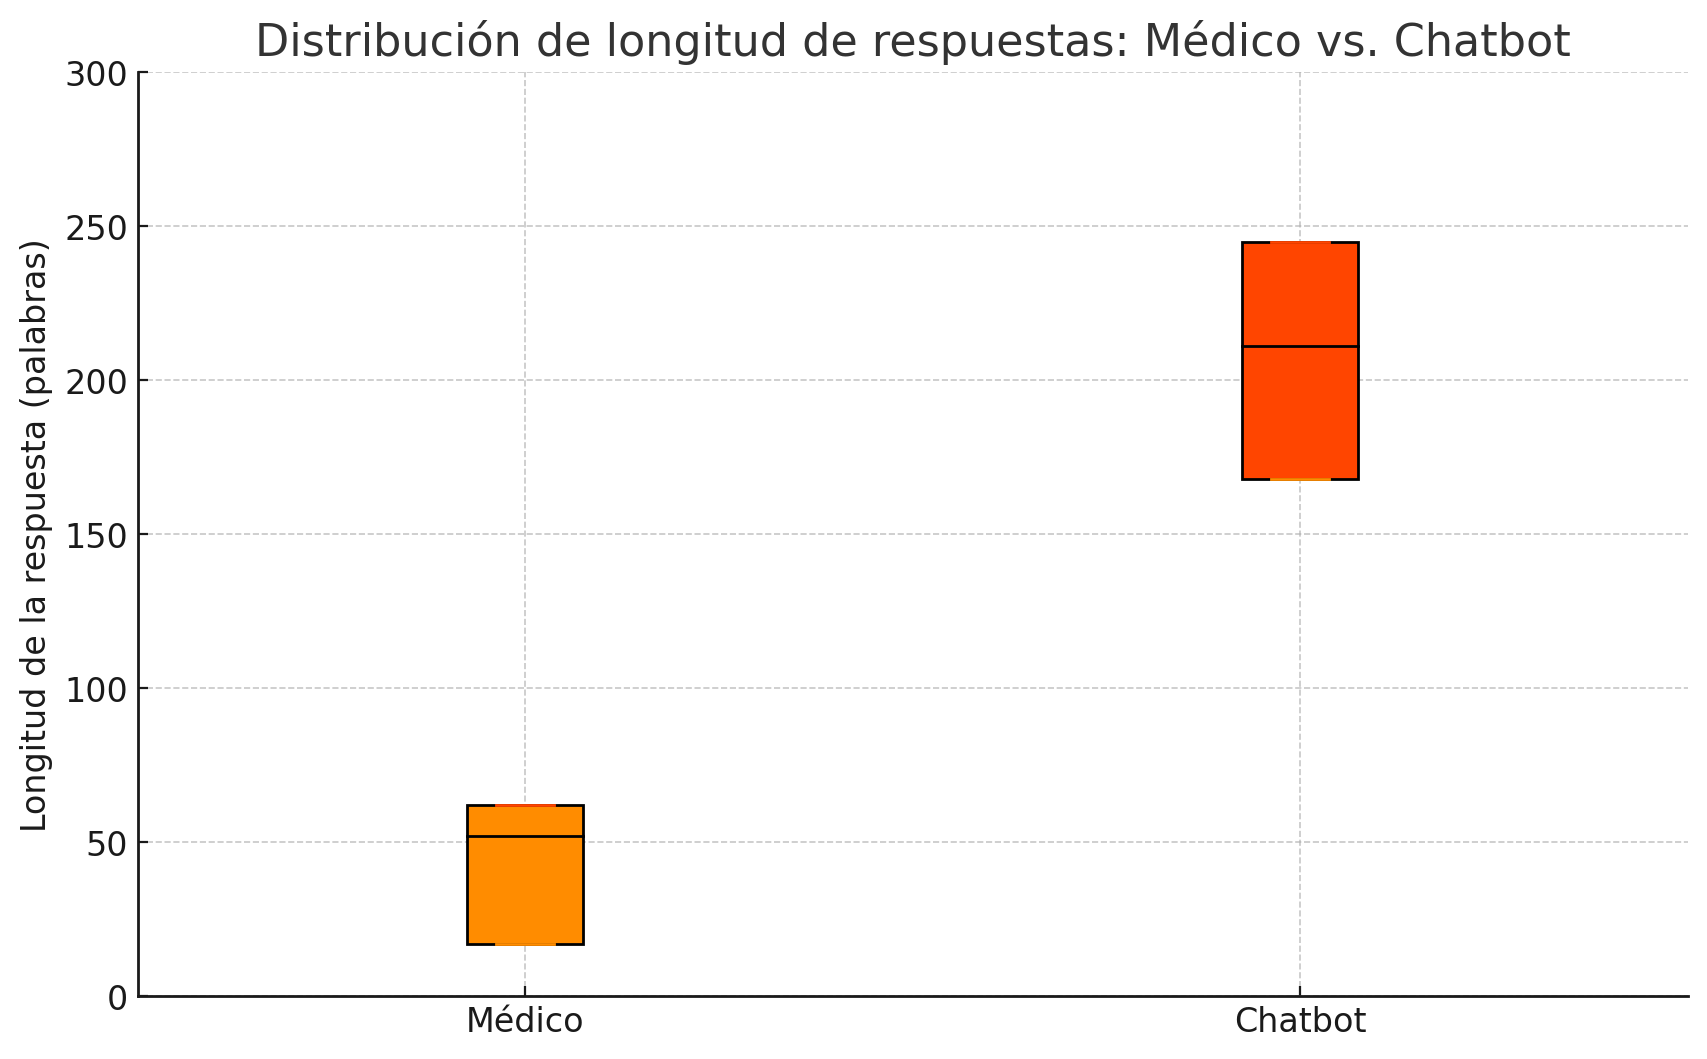 Distribución de longitud de respuestas: Médico vs. Chatbot
Longitud de la respuesta (palabras)
300
250
200
150
100
50
0
Médico
Chatbot